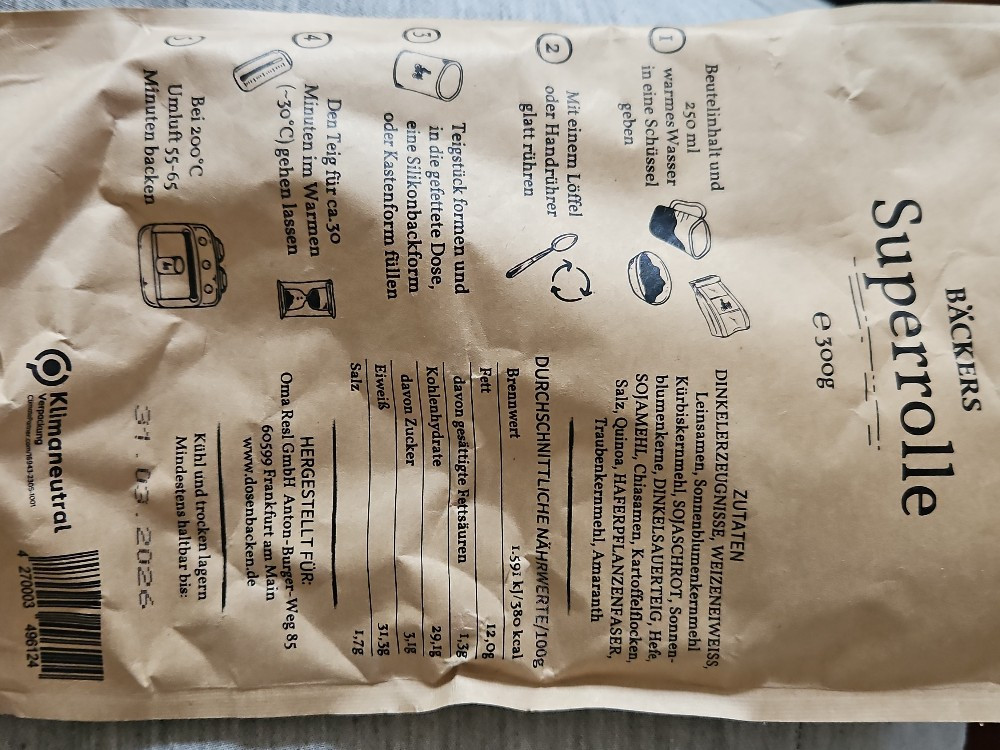 BÄCKERS
Superrolle
e 300g
1
Beutelinhalt und
250 ml
warmes Wasser
in eine Schüssel
geben
2
Mit einem Löffel
oder Handrührer
glatt rühren
3
Teigstück formen und
in die gefettete Dose,
eine Silikonbackform
oder Kastenform füllen
4
Den Teig für ca.30
Minuten im Warmen
(~30°C) gehen lassen
5
Bei 200°C
Umluft 55-65
Minuten backen
ZUTATEN
DINKELERZEUGNISSE, WEIZENEIWEISS,
Leinsamen, Sonnenblumenkernmehl
Kürbiskernmehl, SOJASCHROT, Sonnen-
blumenkerne, DINKELSAUERTEIG, Hefe,
SOJAMEHL, Chiasamen, Kartoffelflocken,
Salz, Quinoa, HAFERPFLANZENFASER,
Traubenkernmehl, Amaranth
DURCHSCHNITTLICHE NÄHRWERTE/100g
Brennwert 1.591 kJ/380 kcal
Fett 12,0g
davon gesättigte Fettsäuren 1,3g
Kohlenhydrate 29,1g
davon Zucker 3,1g
Eiweiß 31,3g
Salz 1,7g
HERGESTELLT FÜR:
Oma Resl GmbH Anton-Burger-Weg 85
60599 Frankfurt am Main
www.dosenbacken.de
Kühl und trocken lagern
Mindestens haltbar bis:
31.03.2026
Klimaneutral
Verpackung
4 270003 496124